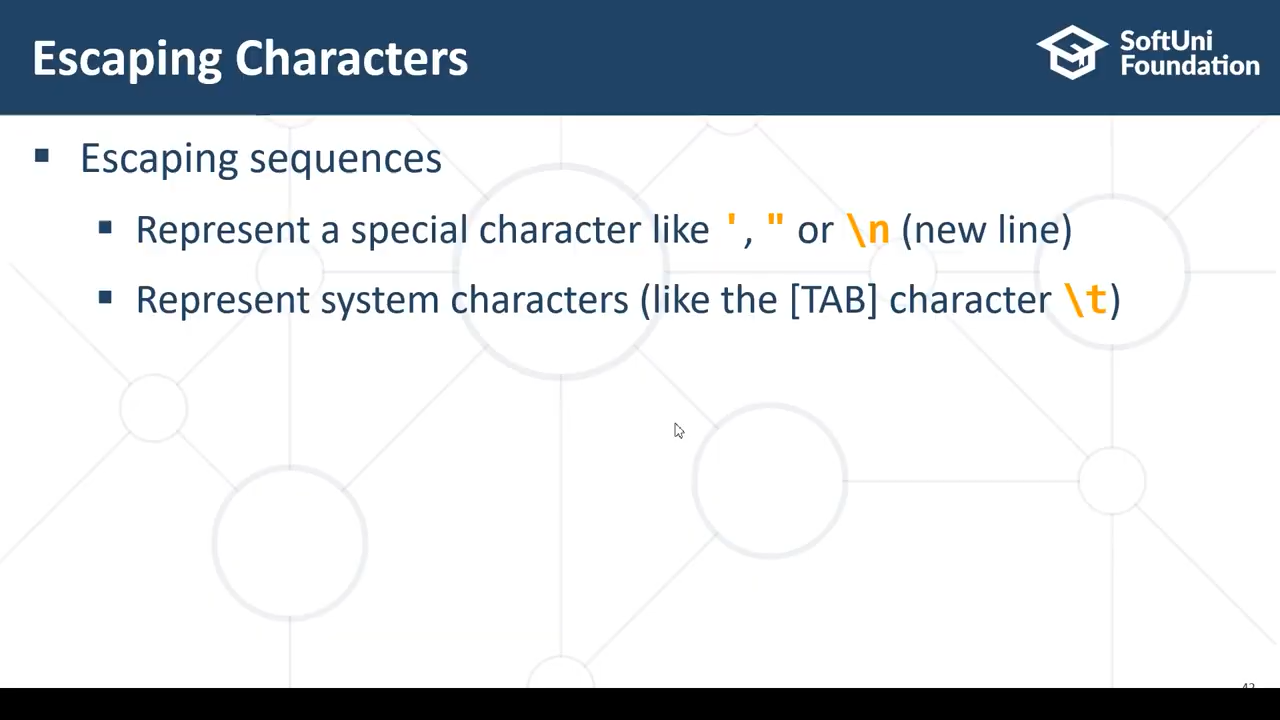 Escaping Characters
SoftUni
Foundation
▪ Escaping sequences
▪ Represent a special character like ', " or \n (new line)
▪ Represent system characters (like the [TAB] character \t)